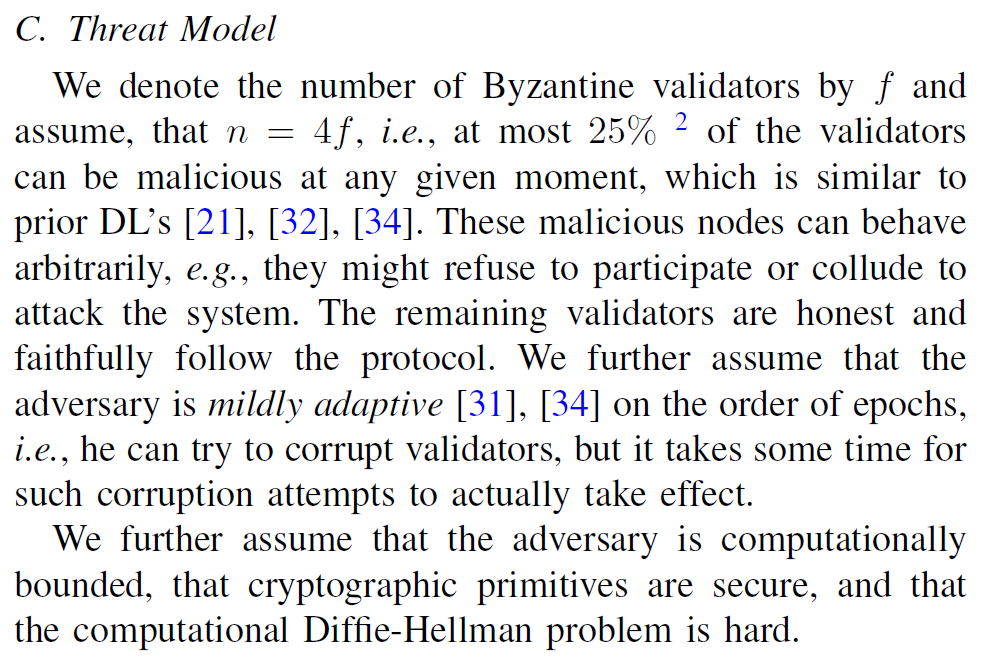 C. Threat Model
We denote the number of Byzantine validators by f and
assume, that n = 4f, i.e., at most 25% 2 of the validators
can be malicious at any given moment, which is similar to
prior DL's [21], [32], [34]. These malicious nodes can behave
arbitrarily, e.g., they might refuse to participate or collude to
attack the system. The remaining validators are honest and
faithfully follow the protocol. We further assume that the
adversary is mildly adaptive [31], [34] on the order of epochs,
i.e., he can try to corrupt validators, but it takes some time for
such corruption attempts to actually take effect.
We further assume that the adversary is computationally
bounded, that cryptographic primitives are secure, and that
the computational Diffie-Hellman problem is hard.